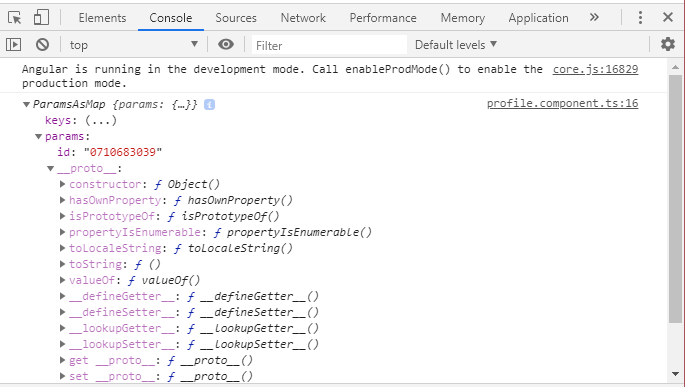 Elements Console Sources Network Performance Memory Application »
top Filter Default levels
Angular is running in the development mode. Call enableProdMode() to enable the core.js:16829
production mode.
ParamsAsMap {params: {…}} i profile.component.ts:16
keys: (...)
params:
id: "0710683039"
__proto__:
constructor: ƒ Object()
hasOwnProperty: ƒ hasOwnProperty()
isPrototypeOf: ƒ isPrototypeOf()
propertyIsEnumerable: ƒ propertyIsEnumerable()
toLocaleString: ƒ toLocaleString()
toString: ƒ ()
valueOf: ƒ valueOf()
__defineGetter__: ƒ __defineGetter__()
__defineSetter__: ƒ __defineSetter__()
__lookupGetter__: ƒ __lookupGetter__()
__lookupSetter__: ƒ __lookupSetter__()
get __proto__: ƒ __proto__()
set __proto__: ƒ __proto__()